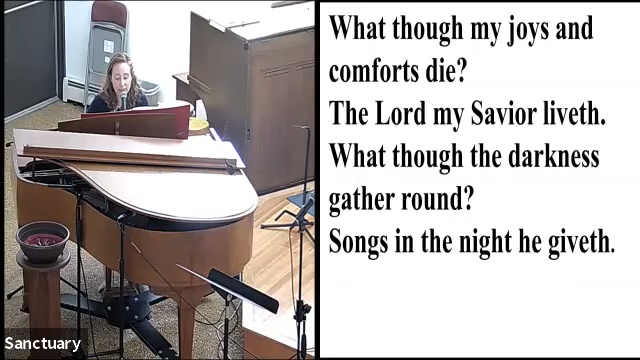 What though my joys and
comforts die?
The Lord my Savior liveth.
What though the darkness
gather round?
Songs in the night he giveth.
Sanctuary